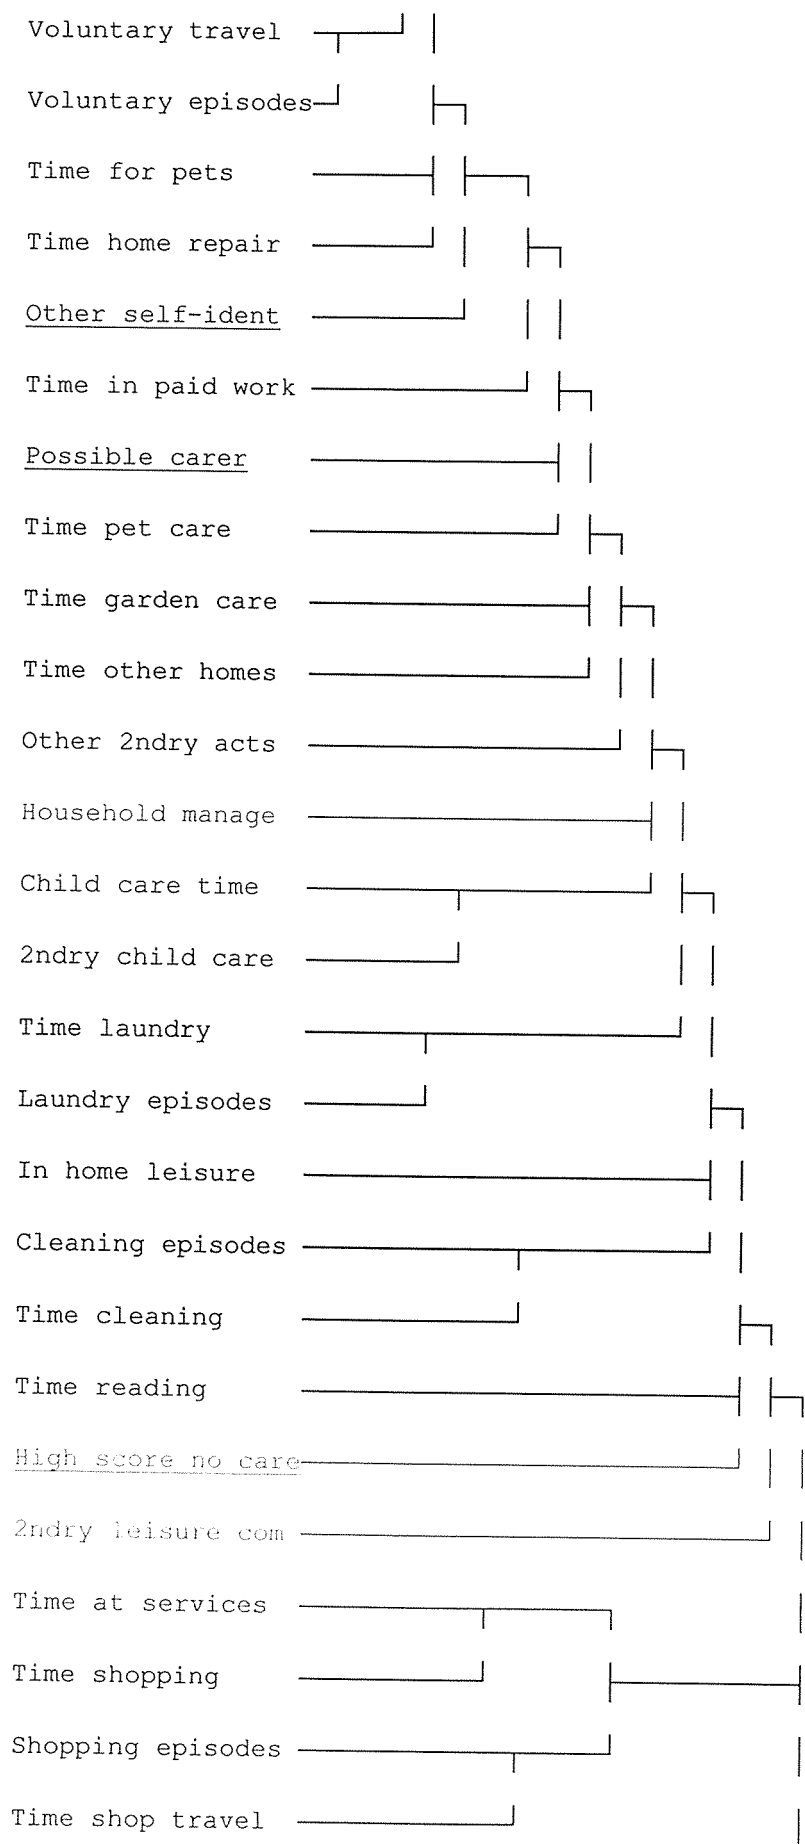 Voluntary travel
Voluntary episodes
Time for pets
Time home repair
Other self-ident
Time in paid work
Possible carer
Time pet care
Time garden care
Time other homes
Other 2ndry acts
Household manage
Child care time
2ndry child care
Time laundry
Laundry episodes
In home leisure
Cleaning episodes
Time cleaning
Time reading
High score no care
2ndry leisure com
Time at services
Time shopping
Shopping episodes
Time shop travel